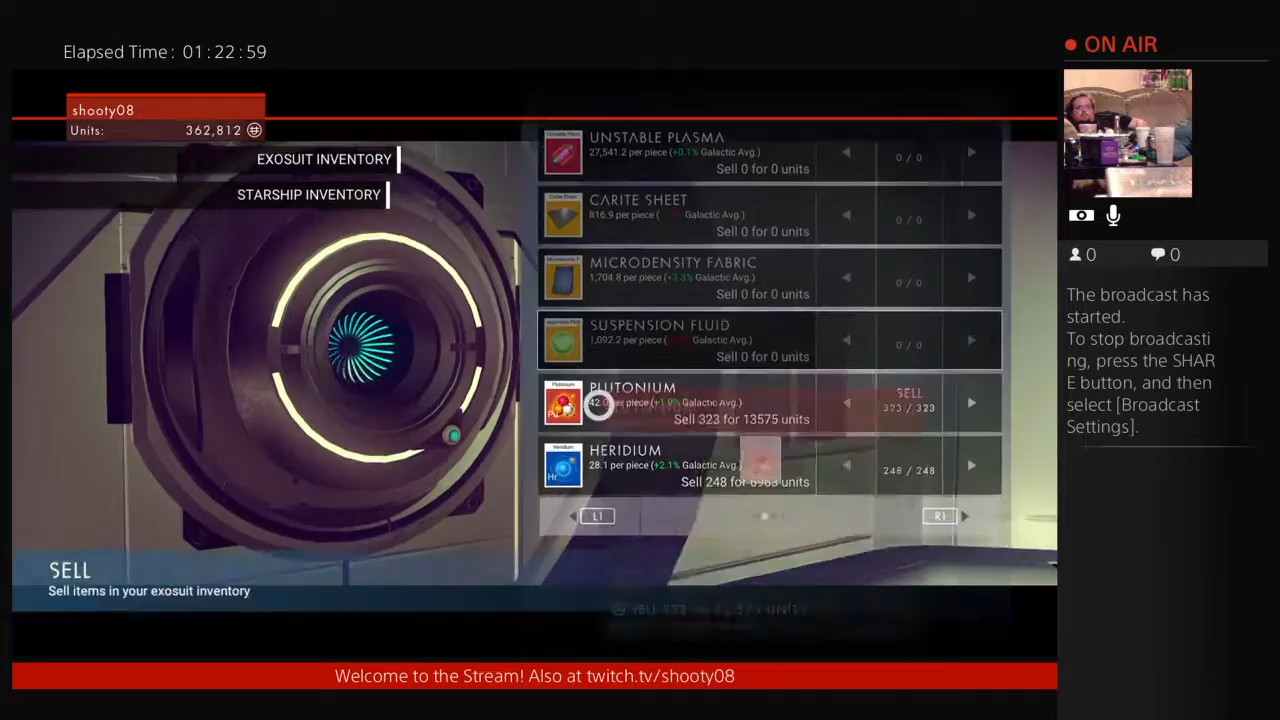 Elapsed Time: 01:22:59
ON AIR
shooty08
Units: 362,812
EXOSUIT INVENTORY
STARSHIP INVENTORY
UNSTABLE PLASMA
27,541.2 per piece (+0.1% Galactic Avg.)
Sell 0 for 0 units
0 / 0
CARITE SHEET
816.9 per piece ( Galactic Avg.)
Sell 0 for 0 units
0 / 0
MICRODENSITY FABRIC
1,704.8 per piece (+3.3% Galactic Avg.)
Sell 0 for 0 units
0 / 0
SUSPENSION FLUID
1,092.2 per piece ( Galactic Avg.)
Sell 0 for 0 units
0 / 0
PLUTONIUM
per piece (+1.9% Galactic Avg.)
Sell 323 for 13575 units
SELL
323 / 323
HERIDIUM
28.1 per piece (+2.1% Galactic Avg.)
Sell 248 for 6963 units
248 / 248
L1
R1
SELL
Sell items in your exosuit inventory
Welcome to the Stream! Also at twitch.tv/shooty08
0 0
The broadcast has
started.
To stop broadcasti
ng, press the SHAR
E button, and then
select [Broadcast
Settings].